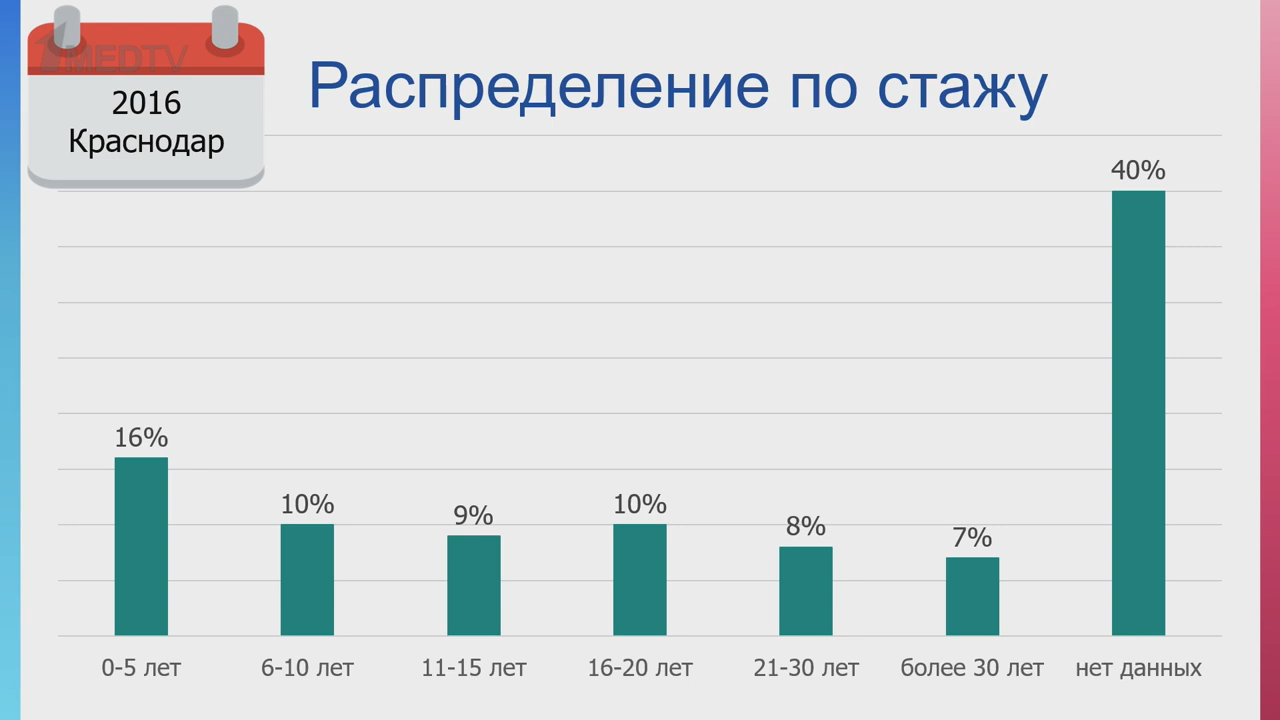 1MEDTV
2016
Краснодар
Распределение по стажу
40%
16%
10%
9%
10%
8%
7%
0-5 лет
6-10 лет
11-15 лет
16-20 лет
21-30 лет
более 30 лет
нет данных